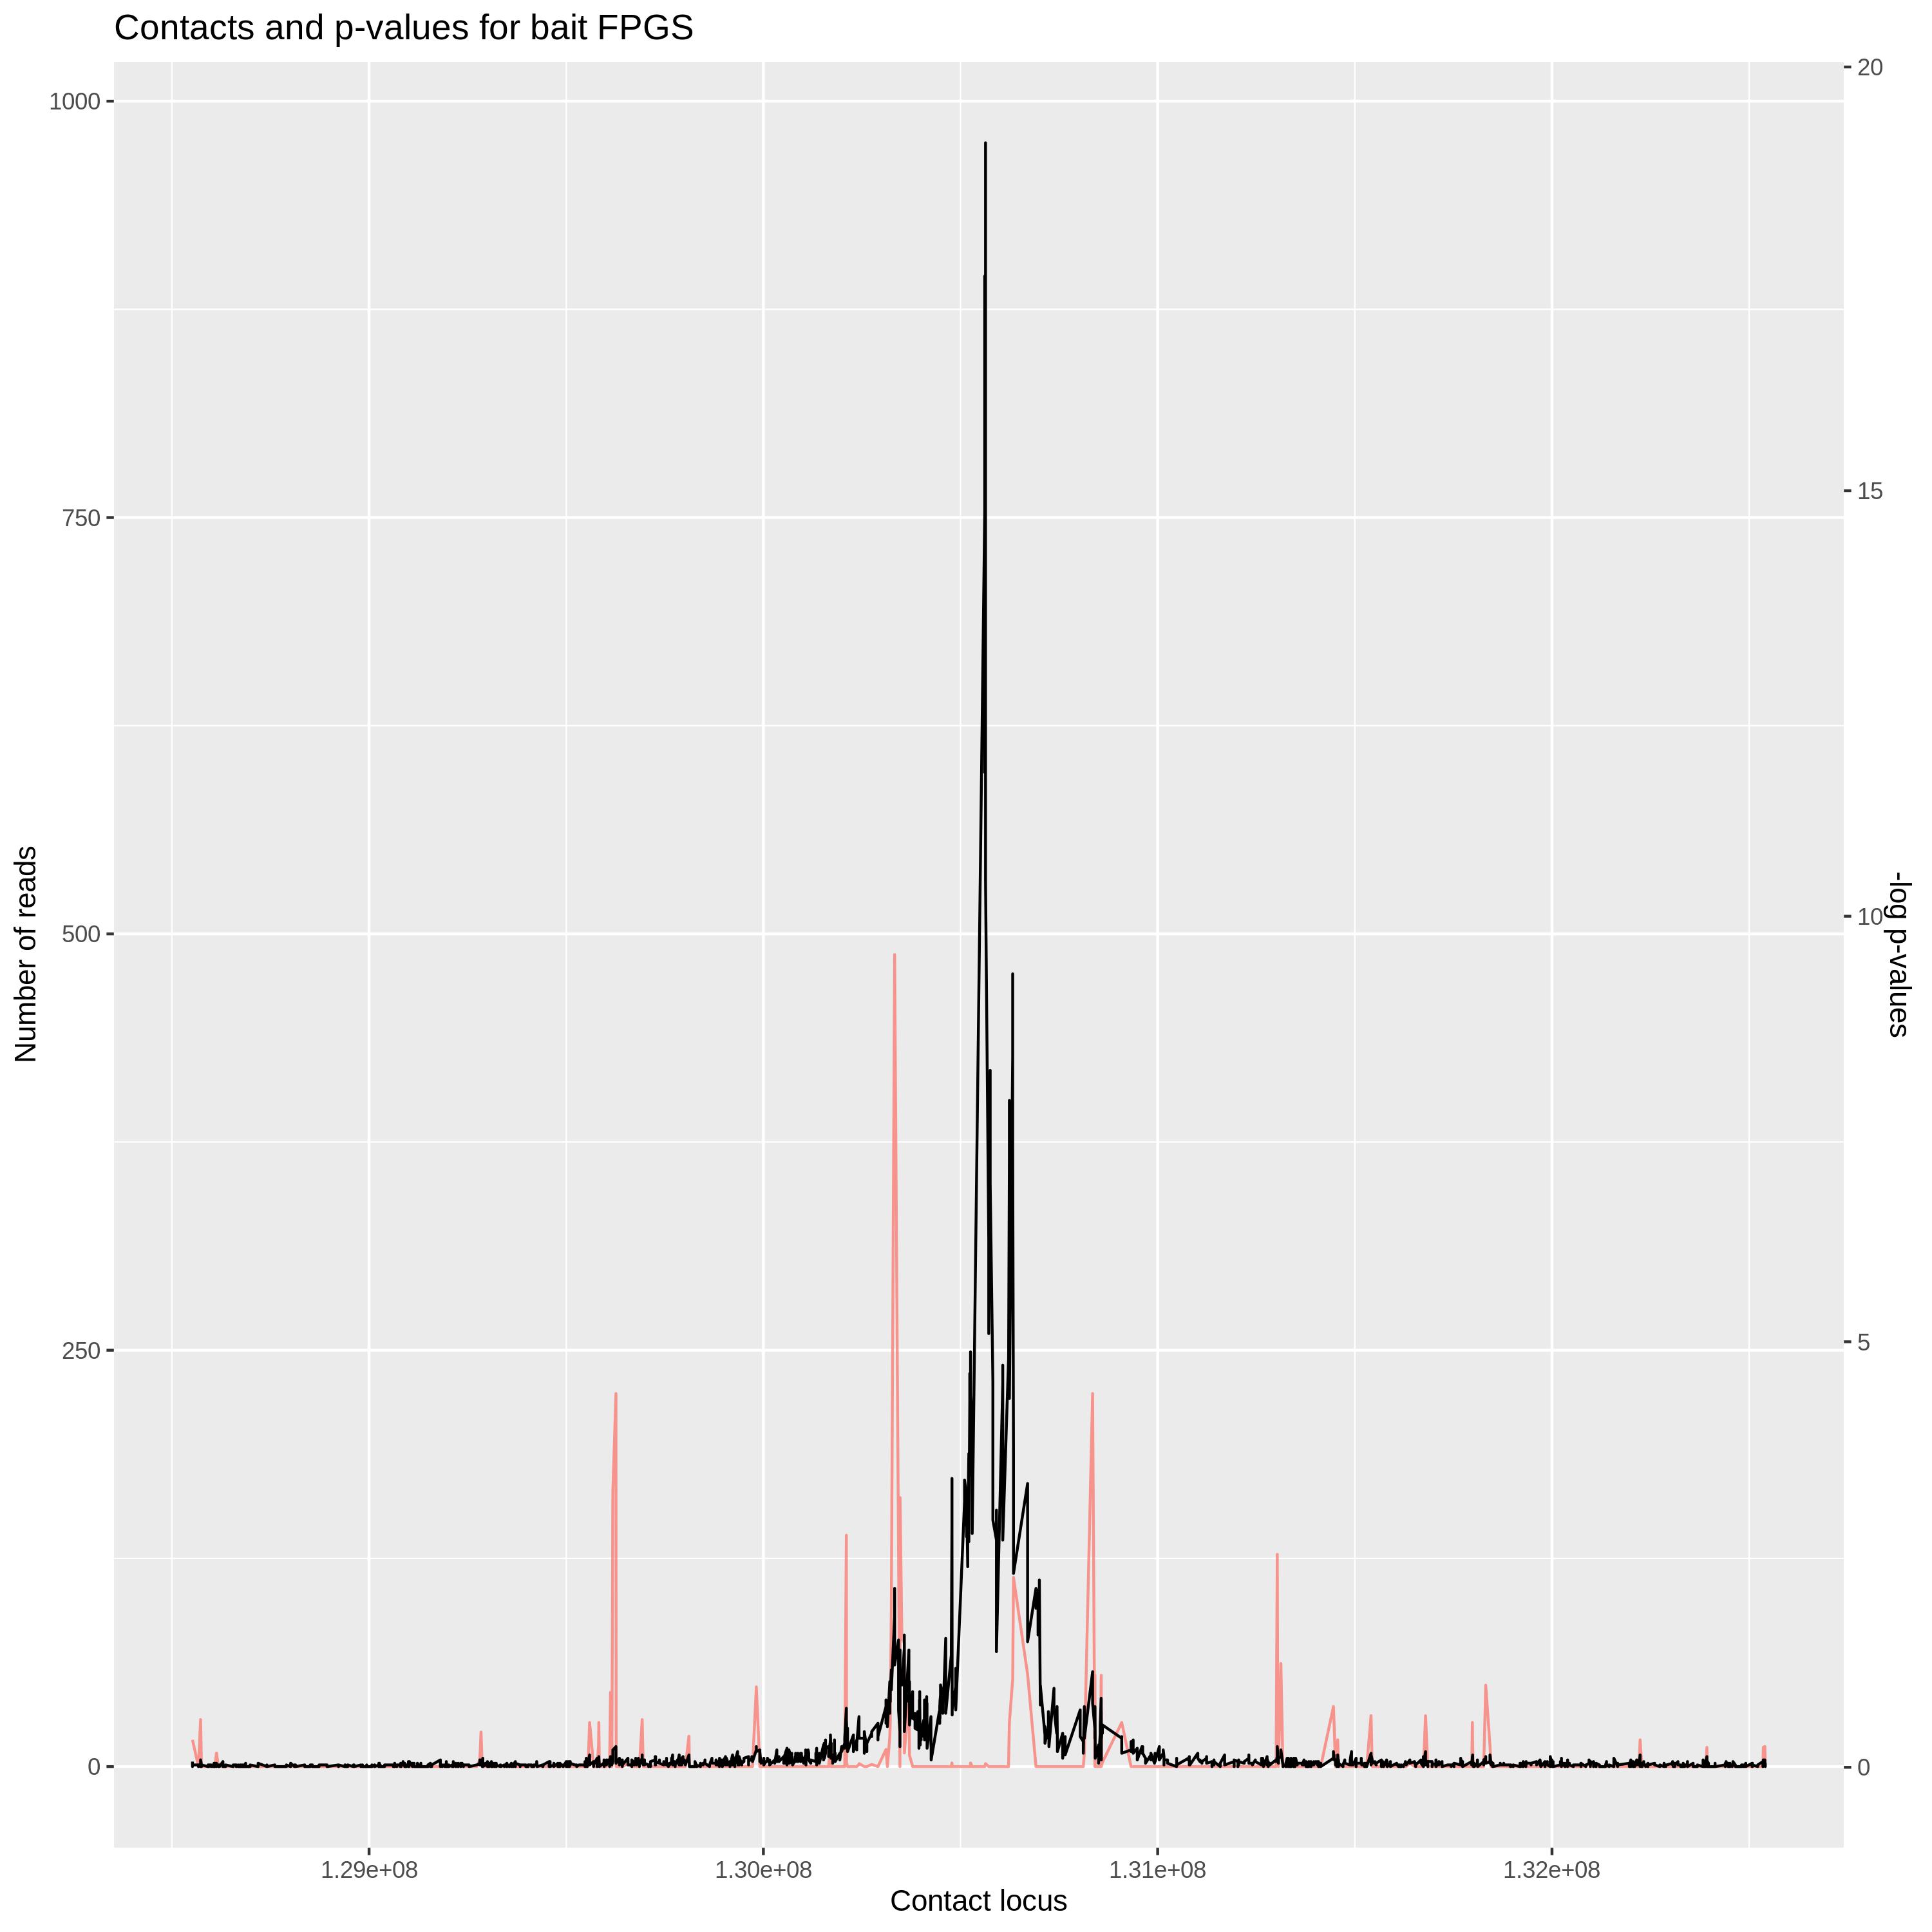 Contacts and p-values for bait FPGS
1000
750
500
250
0
Number of reads
20
15
10
5
0
-log p-values
1.29e+08
1.30e+08
1.31e+08
1.32e+08
Contact locus